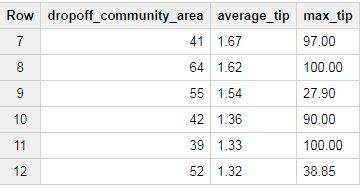 Row dropoff_community_area average_tip max_tip
7 41 1.67 97.00
8 64 1.62 100.00
9 55 1.54 27.90
10 42 1.36 90.00
11 39 1.33 100.00
12 52 1.32 38.85